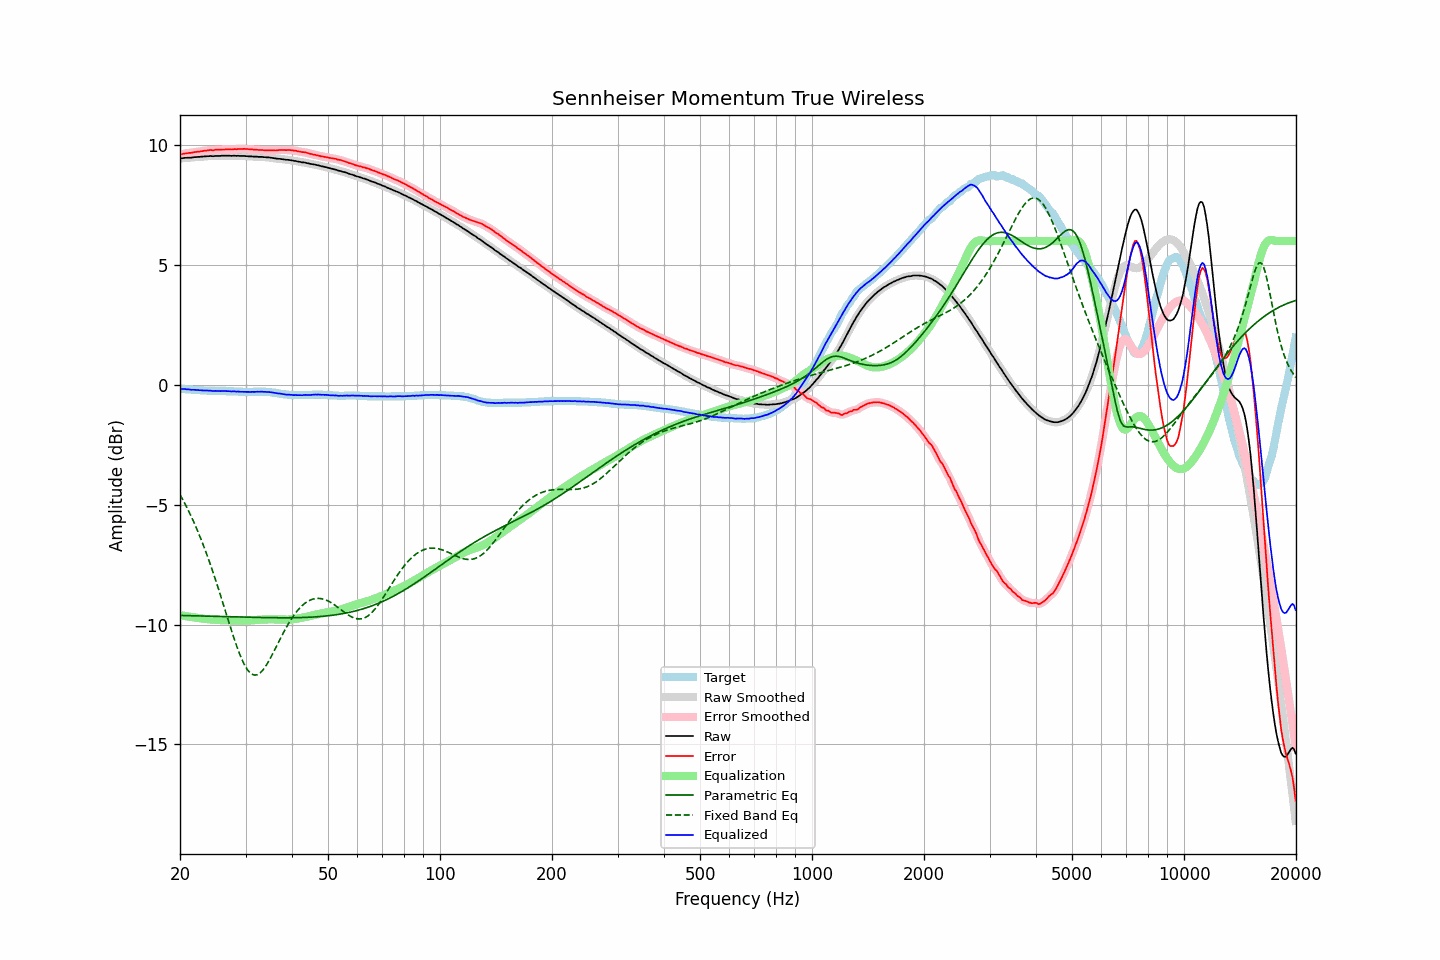 Sennheiser Momentum True Wireless
Amplitude (dBr)
10
5
0
−5
−10
−15
Target
Raw Smoothed
Error Smoothed
Raw
Error
Equalization
Parametric Eq
Fixed Band Eq
Equalized
20 50 100 200 500 1000 2000 5000 10000 20000
Frequency (Hz)